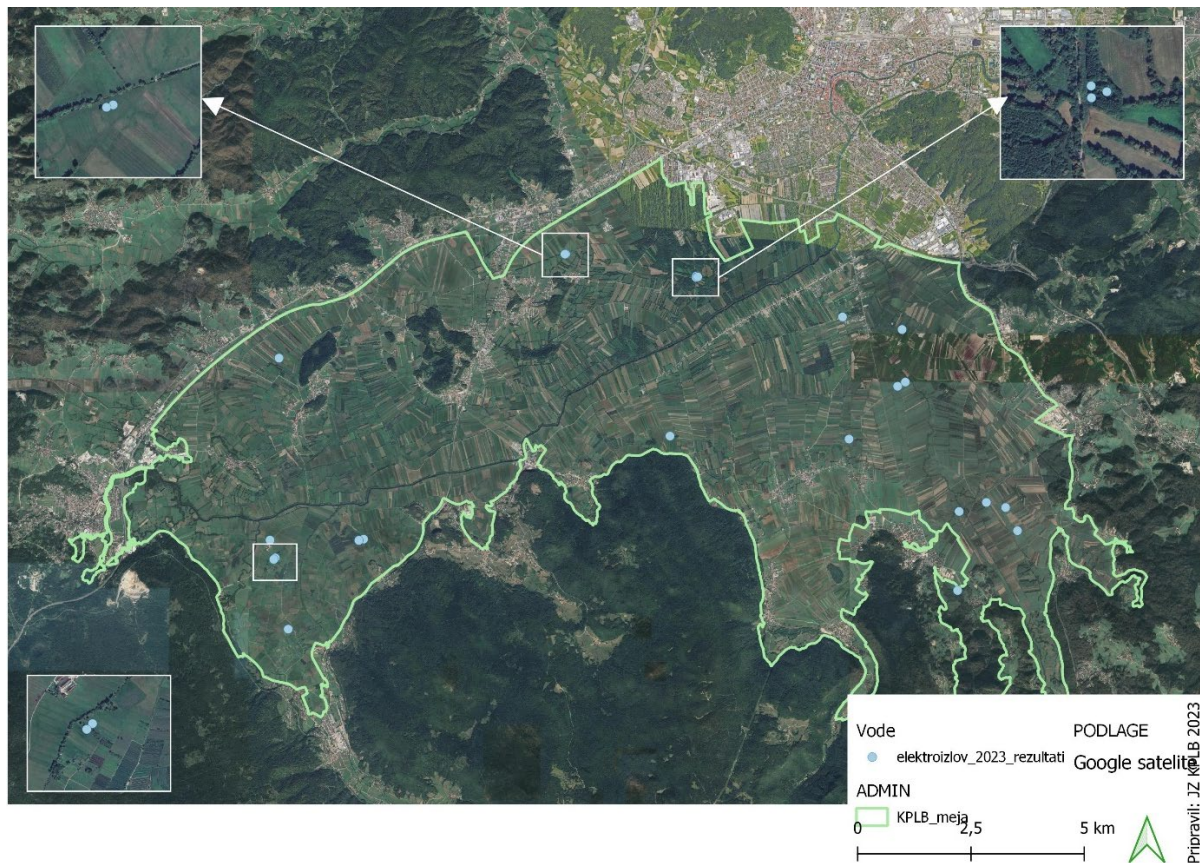 Vode
elektroizlov_2023_rezultati
ADMIN
KPLB_meja
PODLAGE
Google satelite
0 2,5 5 km
Pripravil: JZ KPLB 2023